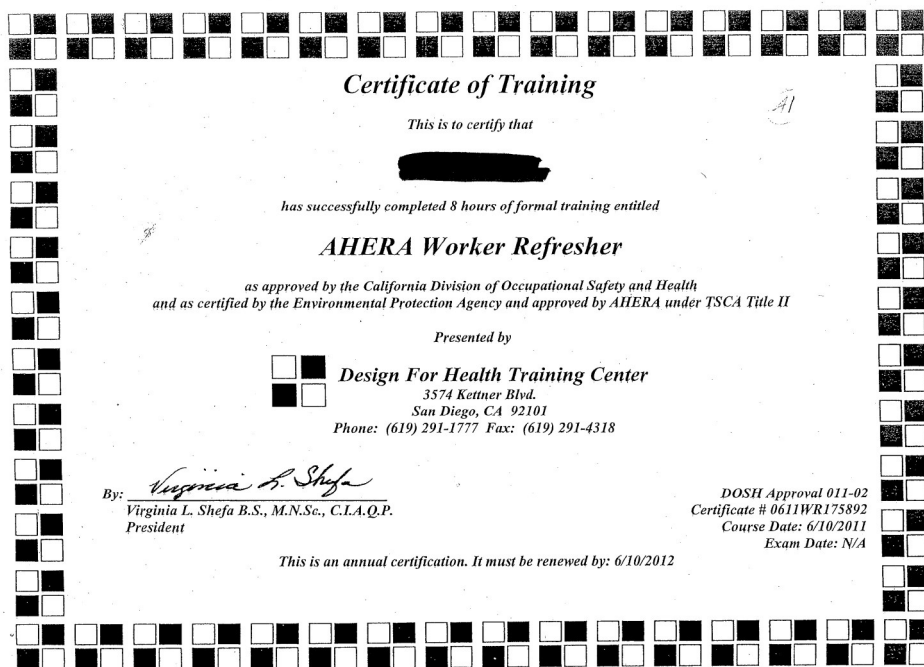 Certificate of Training
A1
This is to certify that
has successfully completed 8 hours of formal training entitled
AHERA Worker Refresher
as approved by the California Division of Occupational Safety and Health
and as certified by the Environmental Protection Agency and approved by AHERA under TSCA Title II
Presented by
Design For Health Training Center
3574 Kettner Blvd.
San Diego, CA 92101
Phone: (619) 291-1777 Fax: (619) 291-4318
By: Virginia L. Shefa
Virginia L. Shefa B.S., M.N.Sc., C.I.A.Q.P.
President
DOSH Approval 011-02
Certificate # 0611WR175892
Course Date: 6/10/2011
Exam Date: N/A
This is an annual certification. It must be renewed by: 6/10/2012